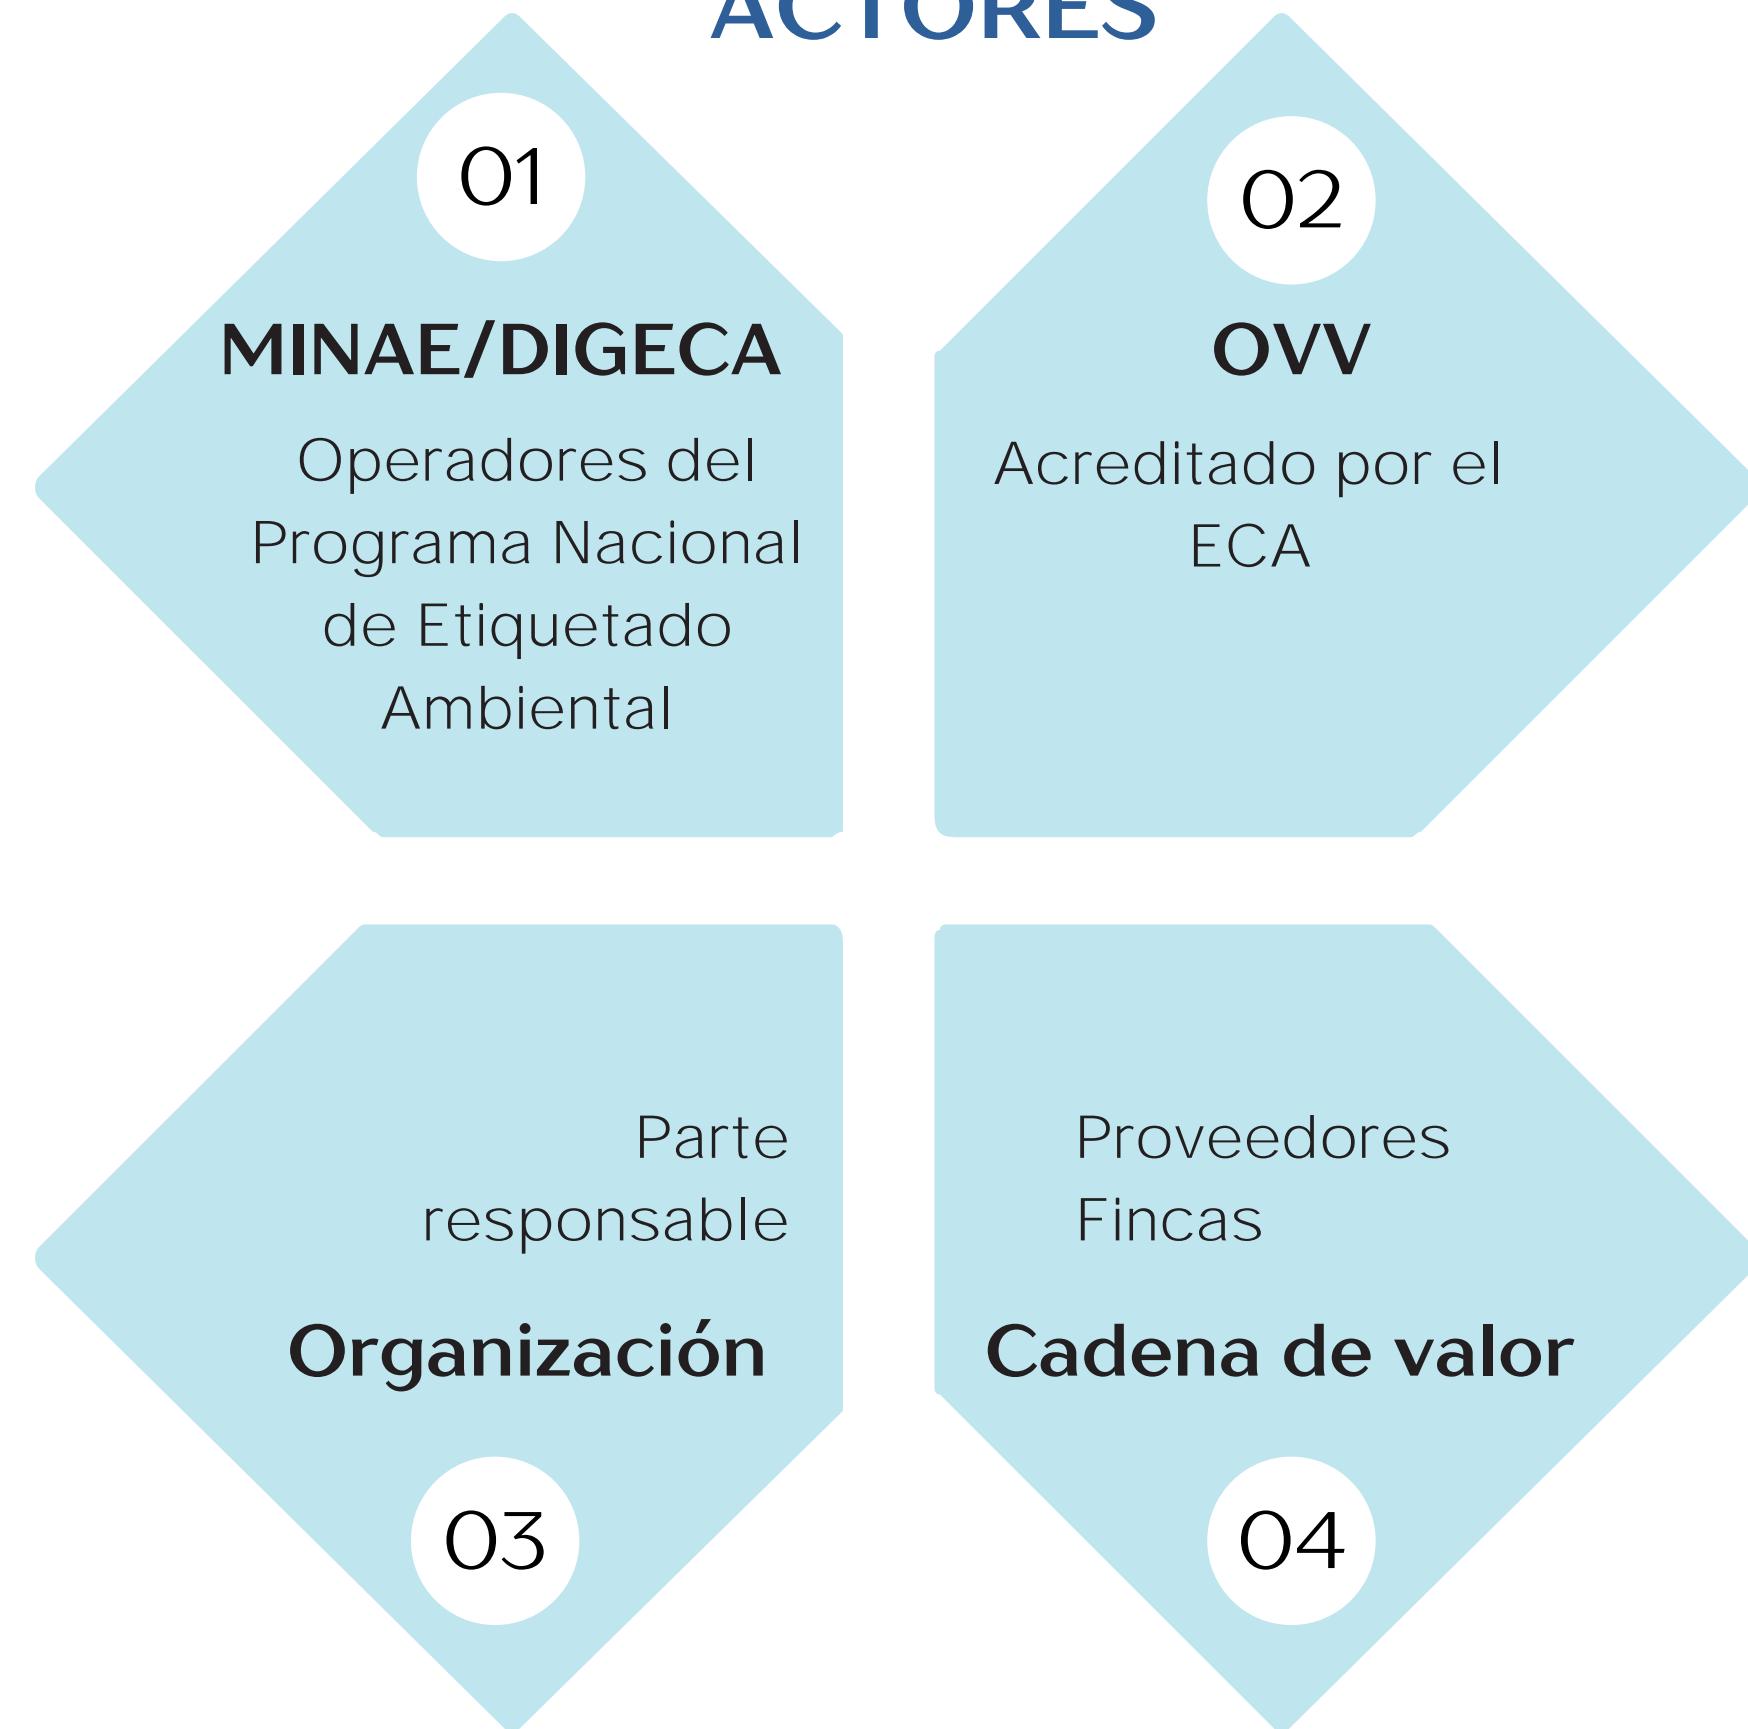 ACTORES
01
MINAE/DIGECA
Operadores del
Programa Nacional
de Etiquetado
Ambiental
02
OVV
Acreditado por el
ECA
Parte
responsable
Organización
03
Proveedores
Fincas
Cadena de valor
04